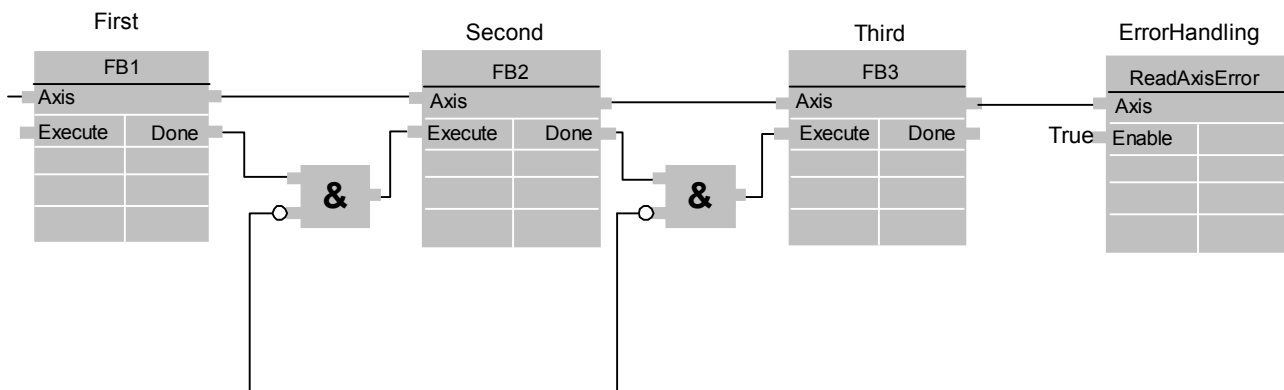 First
Second
Third
ErrorHandling
FB1
FB2
FB3
ReadAxisError
Axis
Axis
Axis
Axis
Execute Done
Execute Done
Execute Done
True Enable
&
&